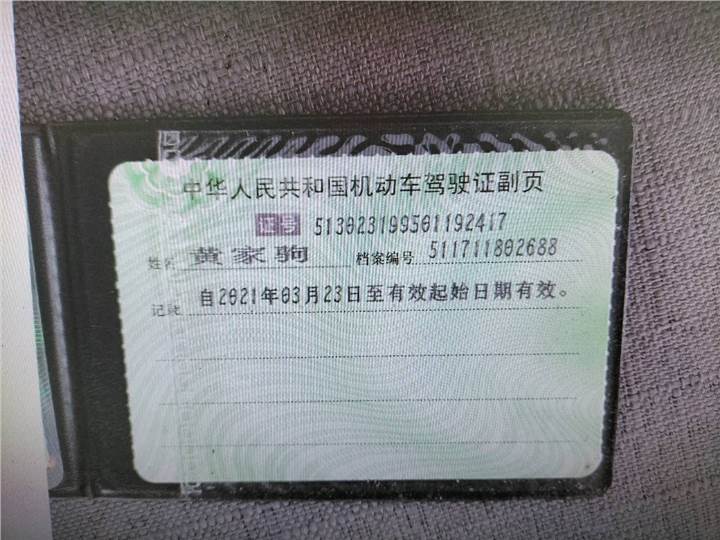 中华人民共和国机动车驾驶证副页
证号 513023199501192417
姓名 黄家驹 档案编号 511711802688
记录 自2021年03月23日至有效起始日期有效。